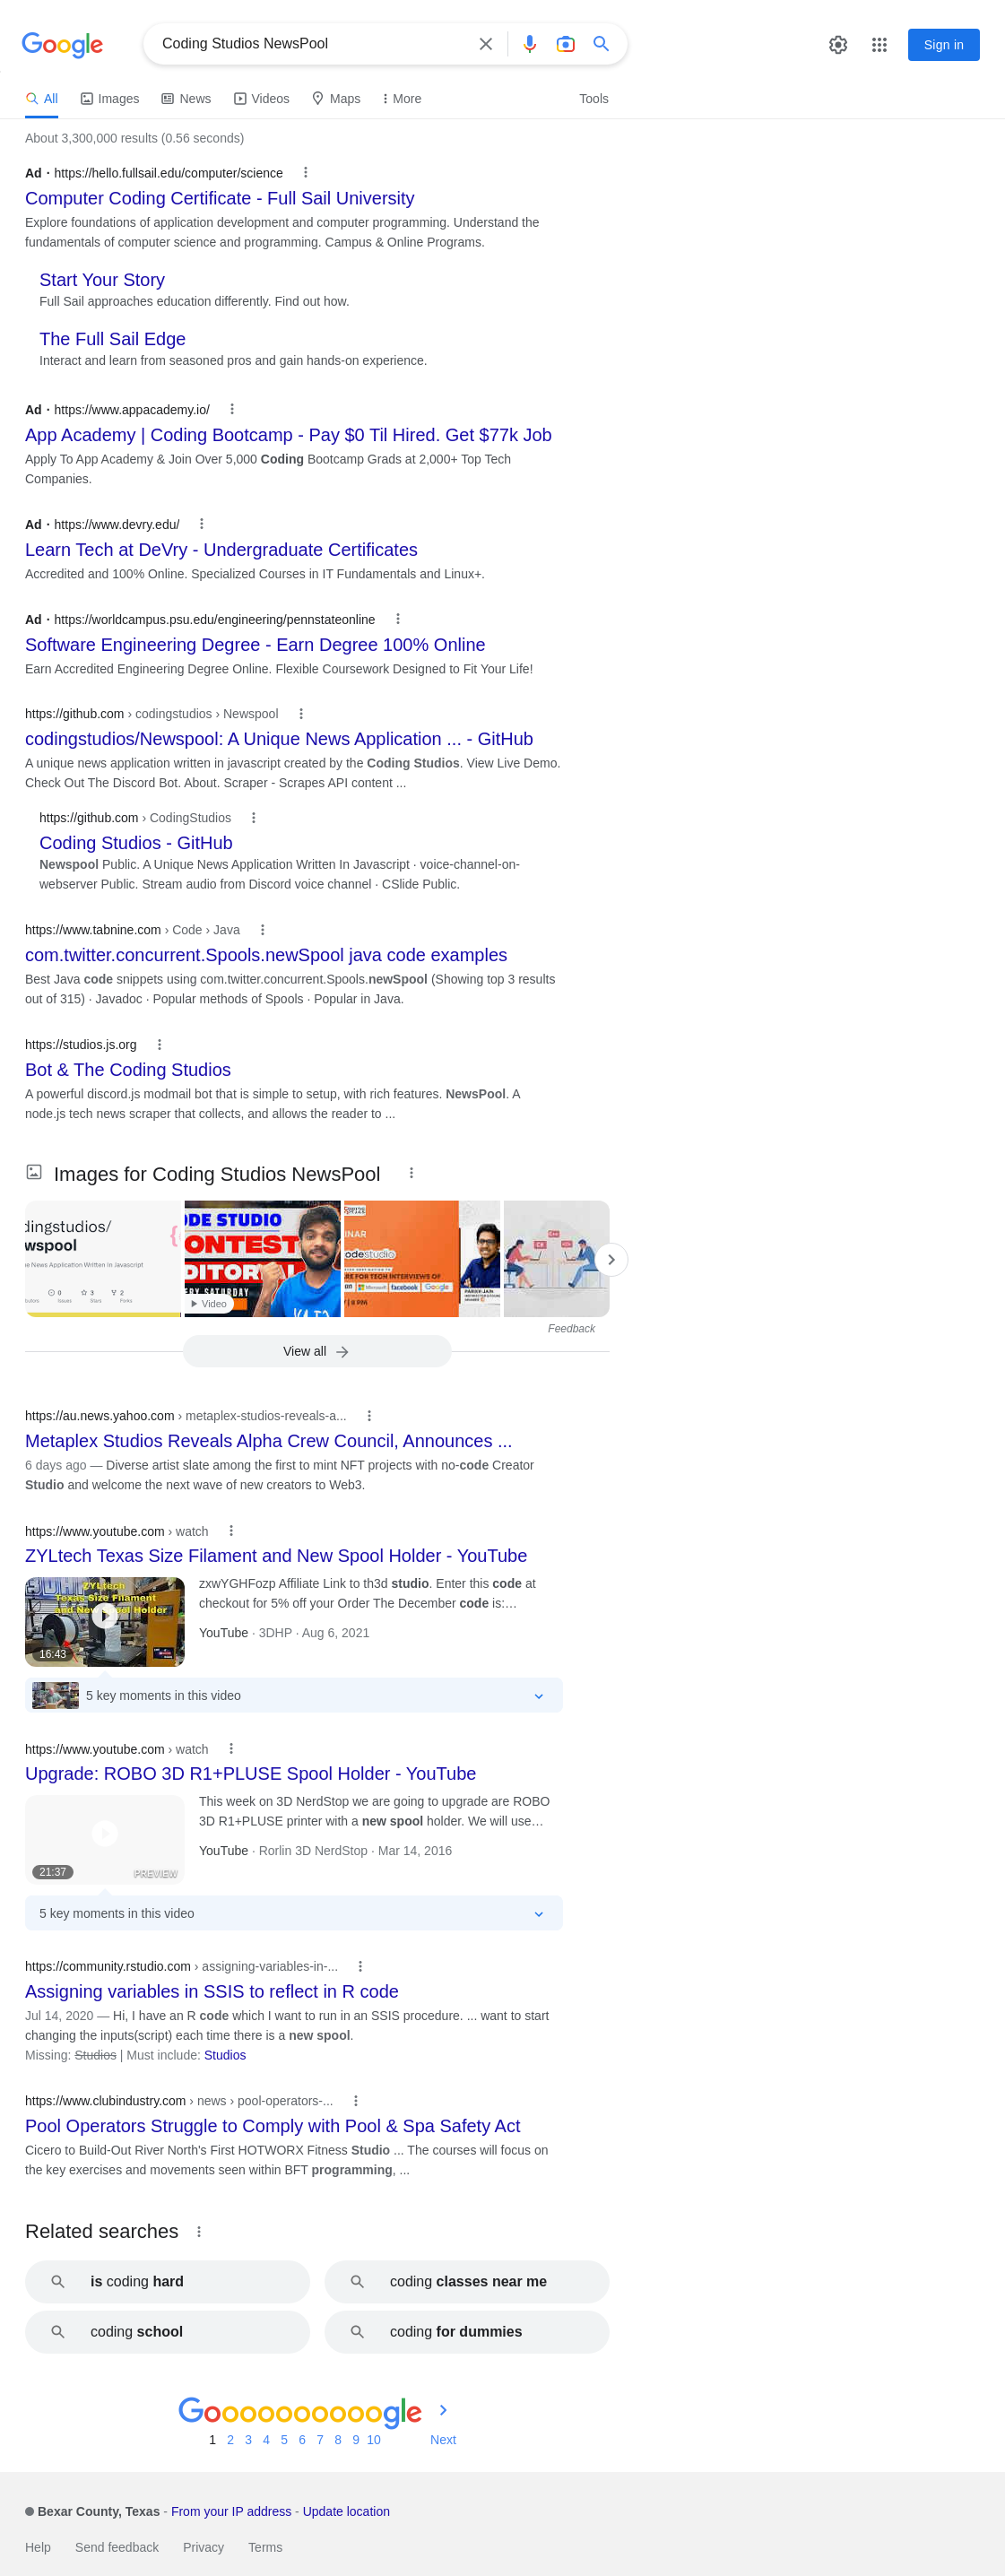 Google
Coding Studios NewsPool
Sign in
All Images News Videos Maps More Tools
About 3,300,000 results (0.56 seconds)
Ad · https://hello.fullsail.edu/computer/science
Computer Coding Certificate - Full Sail University
Explore foundations of application development and computer programming. Understand the
fundamentals of computer science and programming. Campus & Online Programs.
Start Your Story
Full Sail approaches education differently. Find out how.
The Full Sail Edge
Interact and learn from seasoned pros and gain hands-on experience.
Ad · https://www.appacademy.io/
App Academy | Coding Bootcamp - Pay $0 Til Hired. Get $77k Job
Apply To App Academy & Join Over 5,000 Coding Bootcamp Grads at 2,000+ Top Tech
Companies.
Ad · https://www.devry.edu/
Learn Tech at DeVry - Undergraduate Certificates
Accredited and 100% Online. Specialized Courses in IT Fundamentals and Linux+.
Ad · https://worldcampus.psu.edu/engineering/pennstateonline
Software Engineering Degree - Earn Degree 100% Online
Earn Accredited Engineering Degree Online. Flexible Coursework Designed to Fit Your Life!
https://github.com › codingstudios › Newspool
codingstudios/Newspool: A Unique News Application ... - GitHub
A unique news application written in javascript created by the Coding Studios. View Live Demo.
Check Out The Discord Bot. About. Scraper - Scrapes API content ...
https://github.com › CodingStudios
Coding Studios - GitHub
Newspool Public. A Unique News Application Written In Javascript · voice-channel-on-
webserver Public. Stream audio from Discord voice channel · CSlide Public.
https://www.tabnine.com › Code › Java
com.twitter.concurrent.Spools.newSpool java code examples
Best Java code snippets using com.twitter.concurrent.Spools.newSpool (Showing top 3 results
out of 315) · Javadoc · Popular methods of Spools · Popular in Java.
https://studios.js.org
Bot & The Coding Studios
A powerful discord.js modmail bot that is simple to setup, with rich features. NewsPool. A
node.js tech news scraper that collects, and allows the reader to ...
Images for Coding Studios NewsPool
dingstudios/
wspool
e News Application Written In Javascript
0 3 2
Issues Stars Forks
ODE STUDIO
ONTEST
DITORIAL
RY SATURDAY
Video
INAR
codestudio
RE FOR TECH INTERVIEWS OF
Microsoft facebook Google
PARIKH JAIN
| 6 PM
Feedback
View all
https://au.news.yahoo.com › metaplex-studios-reveals-a...
Metaplex Studios Reveals Alpha Crew Council, Announces ...
6 days ago — Diverse artist slate among the first to mint NFT projects with no-code Creator
Studio and welcome the next wave of new creators to Web3.
https://www.youtube.com › watch
ZYLtech Texas Size Filament and New Spool Holder - YouTube
ZYLtech
Texas Size Filament
and New Spool Holder
16:43
zxwYGHFozp Affiliate Link to th3d studio. Enter this code at
checkout for 5% off your Order The December code is:…
YouTube · 3DHP · Aug 6, 2021
5 key moments in this video
https://www.youtube.com › watch
Upgrade: ROBO 3D R1+PLUSE Spool Holder - YouTube
21:37
PREVIEW
This week on 3D NerdStop we are going to upgrade are ROBO
3D R1+PLUSE printer with a new spool holder. We will use…
YouTube · Rorlin 3D NerdStop · Mar 14, 2016
5 key moments in this video
https://community.rstudio.com › assigning-variables-in-...
Assigning variables in SSIS to reflect in R code
Jul 14, 2020 — Hi, I have an R code which I want to run in an SSIS procedure. ... want to start
changing the inputs(script) each time there is a new spool.
Missing: Studios | Must include: Studios
https://www.clubindustry.com › news › pool-operators-...
Pool Operators Struggle to Comply with Pool & Spa Safety Act
Cicero to Build-Out River North's First HOTWORX Fitness Studio ... The courses will focus on
the key exercises and movements seen within BFT programming, ...
Related searches
is coding hard
coding classes near me
coding school
coding for dummies
Goooooooooogle
1 2 3 4 5 6 7 8 9 10 Next
Bexar County, Texas - From your IP address - Update location
Help Send feedback Privacy Terms